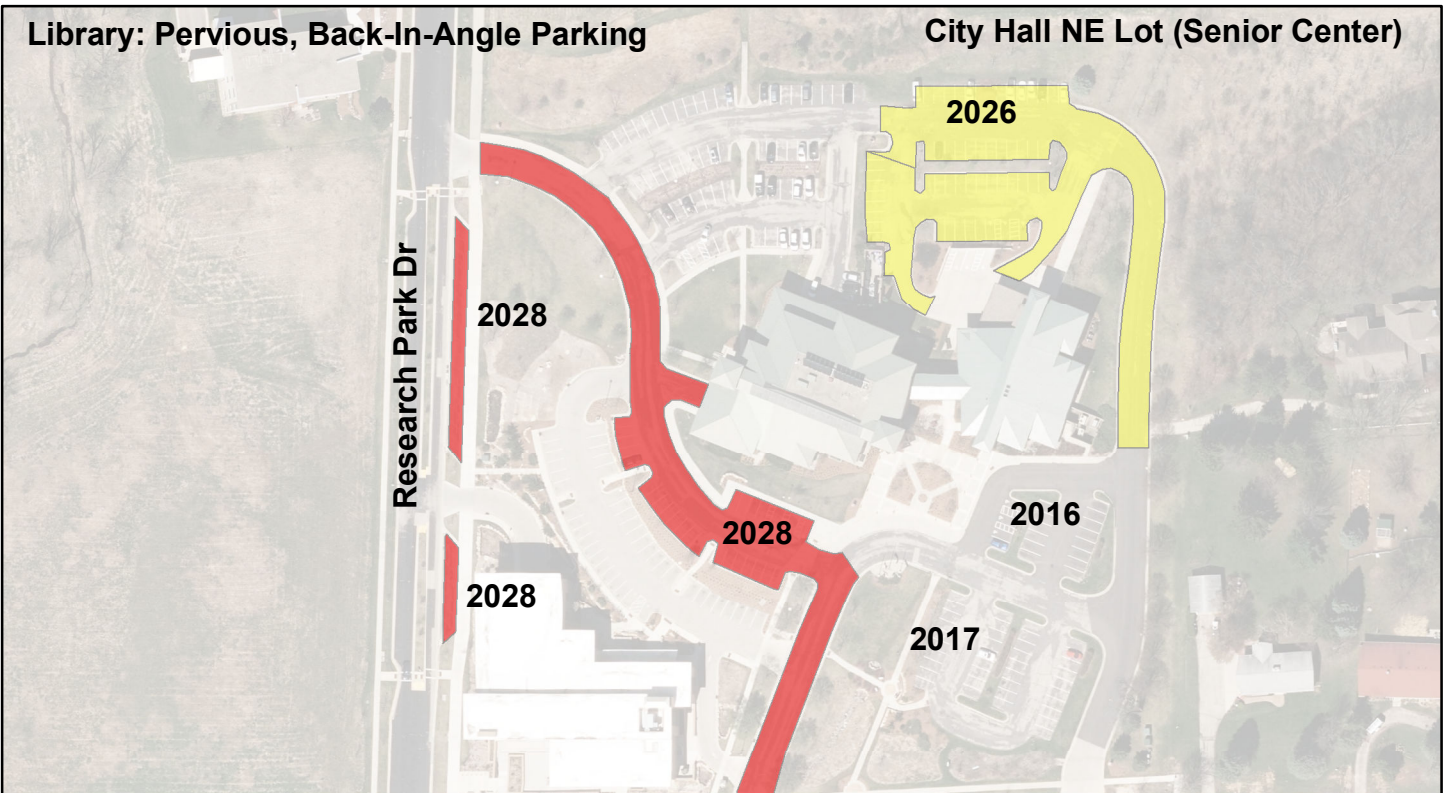 Library: Pervious, Back-In-Angle Parking
City Hall NE Lot (Senior Center)
2026
Research Park Dr
2028
2016
2028
2028
2017